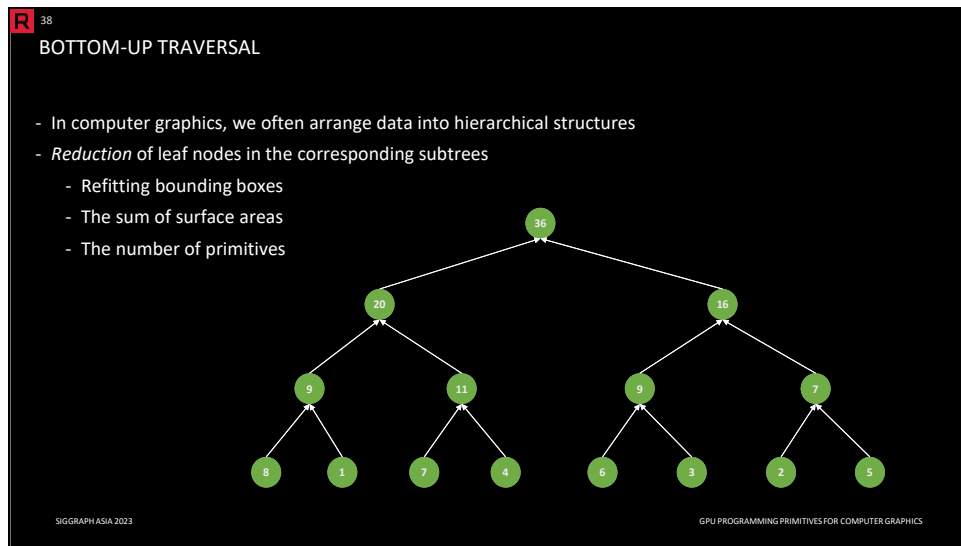 R 38
BOTTOM-UP TRAVERSAL
- In computer graphics, we often arrange data into hierarchical structures
- Reduction of leaf nodes in the corresponding subtrees
- Refitting bounding boxes
- The sum of surface areas
- The number of primitives
36
20 16
9 11 9 7
8 1 7 4 6 3 2 5
SIGGRAPH ASIA 2023 GPU PROGRAMMING PRIMITIVES FOR COMPUTER GRAPHICS